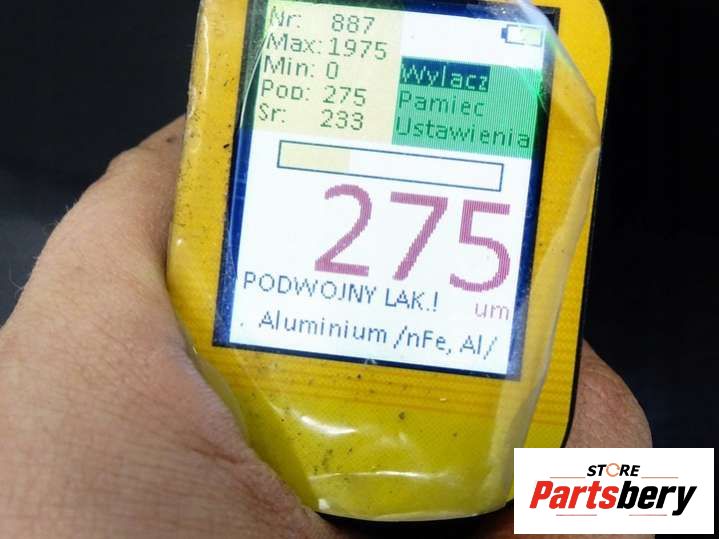 Nr: 887
Max: 1975
Min: 0
Pod: 275
Sr: 233
Wylacz
Pamiec
Ustawienia
275
um
PODWOJNY LAK.!
Aluminium /nFe, Al/
STORE
Partsbery